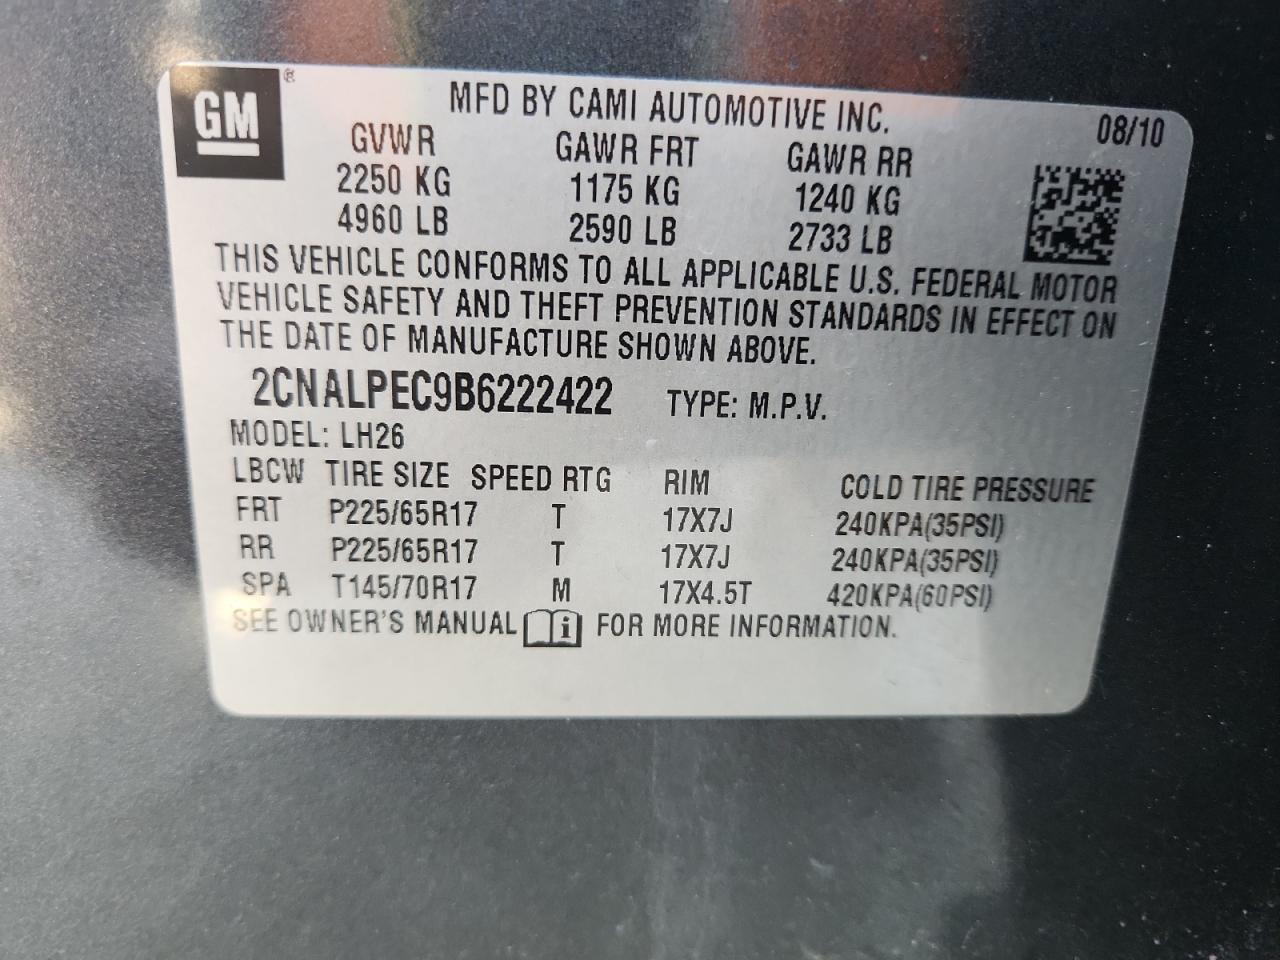 GM ®
MFD BY CAMI AUTOMOTIVE INC.
08/10
GVWR GAWR FRT GAWR RR
2250 KG 1175 KG 1240 KG
4960 LB 2590 LB 2733 LB
THIS VEHICLE CONFORMS TO ALL APPLICABLE U.S. FEDERAL MOTOR
VEHICLE SAFETY AND THEFT PREVENTION STANDARDS IN EFFECT ON
THE DATE OF MANUFACTURE SHOWN ABOVE.
2CNALPEC9B6222422 TYPE: M.P.V.
MODEL: LH26
LBCW TIRE SIZE SPEED RTG RIM COLD TIRE PRESSURE
FRT P225/65R17 T 17X7J 240KPA(35PSI)
RR P225/65R17 T 17X7J 240KPA(35PSI)
SPA T145/70R17 M 17X4.5T 420KPA(60PSI)
SEE OWNER'S MANUAL i FOR MORE INFORMATION.